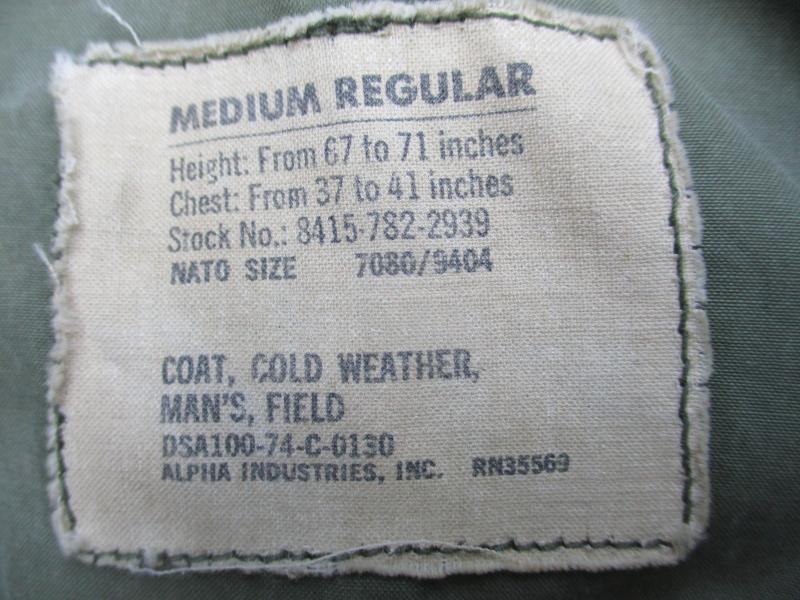 MEDIUM REGULAR
Height: From 67 to 71 inches
Chest: From 37 to 41 inches
Stock No.: 8415-782-2939
NATO SIZE 7080/9404
COAT, COLD WEATHER,
MAN'S, FIELD
DSA100-74-C-0130
ALPHA INDUSTRIES, INC. RN35569